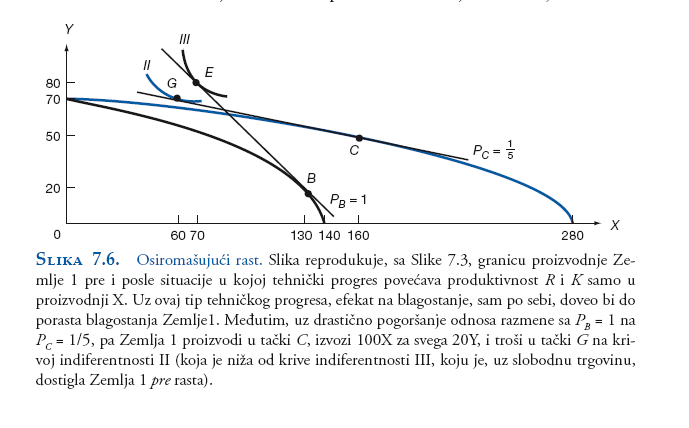 Y
III
II
G
E
80
70
50
C
P_C = 1/5
B
20
P_B = 1
X
0
60 70
130 140 160
280
SLIKA 7.6. Osiromašujući rast. Slika reprodukuje, sa Slike 7.3, granicu proizvodnje Ze-
mlje 1 pre i posle situacije u kojoj tehnički progres povećava produktivnost R i K samo u
proizvodnji X. Uz ovaj tip tehničkog progresa, efekat na blagostanje, sam po sebi, doveo bi do
porasta blagostanja Zemlje1. Međutim, uz drastično pogoršanje odnosa razmene sa P_B = 1 na
P_C = 1/5, pa Zemlja 1 proizvodi u tački C, izvozi 100X za svega 20Y, i troši u tački G na kri-
voj indiferentnosti II (koja je niža od krive indiferentnosti III, koju je, uz slobodnu trgovinu,
dostigla Zemlja 1 pre rasta).